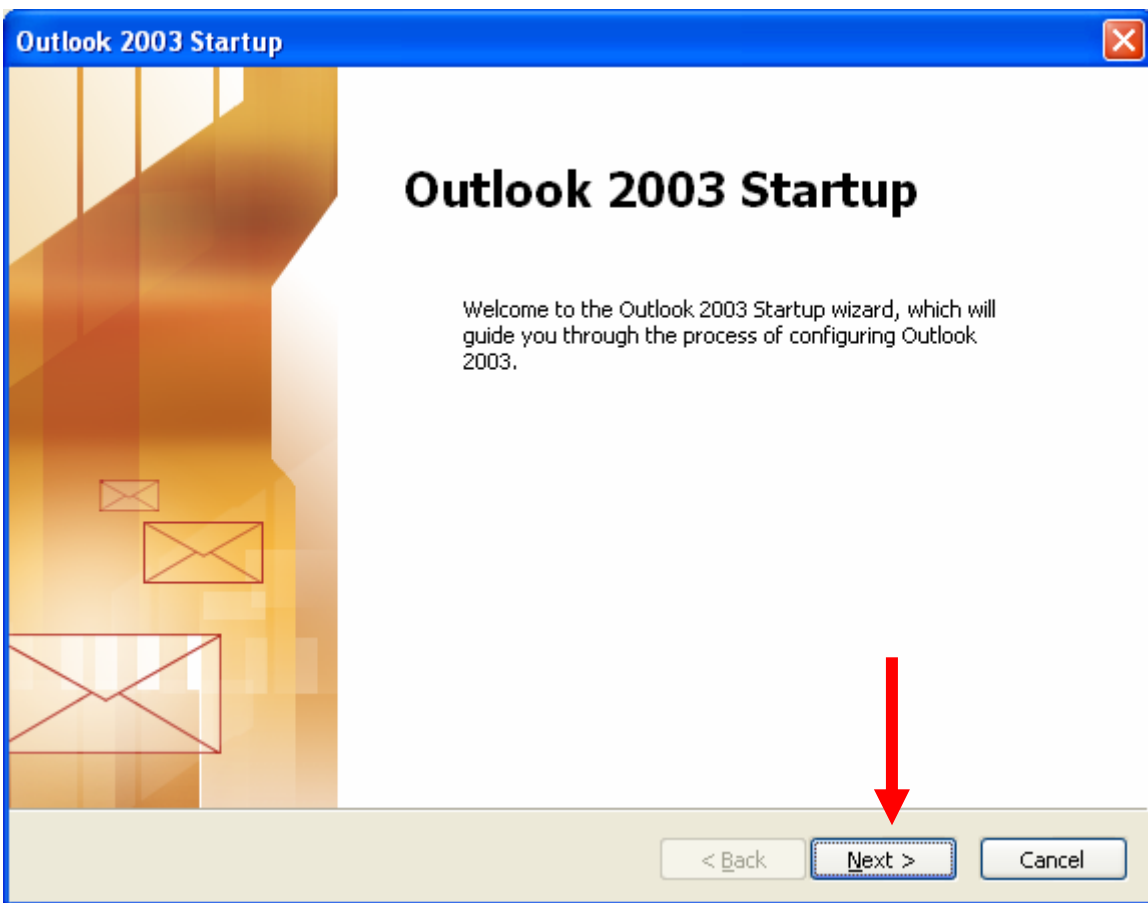 Outlook 2003 Startup
Outlook 2003 Startup
Welcome to the Outlook 2003 Startup wizard, which will
guide you through the process of configuring Outlook
2003.
< Back Next > Cancel